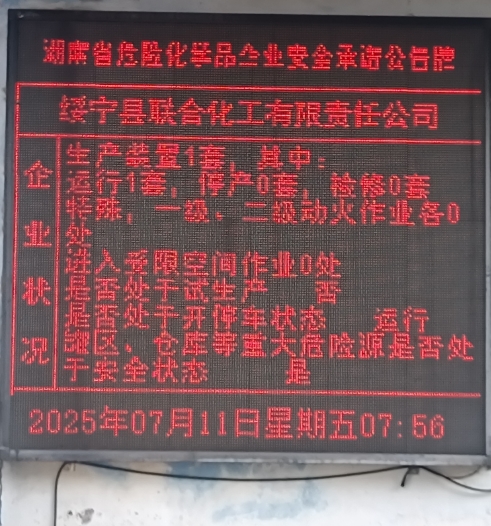 湖南省危险化学品企业安全承诺公告牌
绥宁县联合化工有限责任公司
企业状况
生产装置1套，其中：
运行1套，停产0套，检修0套
特殊，一级、二级动火作业各0
处
进入受限空间作业0处
是否处于试生产 否
是否处于开停车状态 运行
罐区、仓库等重大危险源是否处
于安全状态 是
2025年07月11日星期五07:56